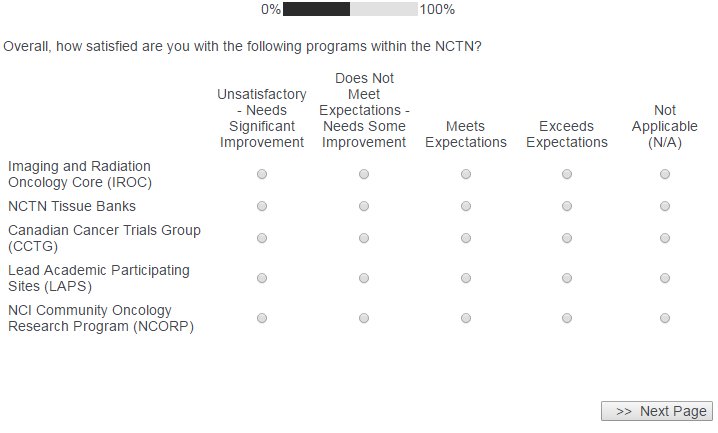 0% 100%
Overall, how satisfied are you with the following programs within the NCTN?
Unsatisfactory
- Needs
Significant
Improvement
Does Not
Meet
Expectations -
Needs Some
Improvement
Meets
Expectations
Exceeds
Expectations
Not
Applicable
(N/A)
Imaging and Radiation
Oncology Core (IROC)
NCTN Tissue Banks
Canadian Cancer Trials Group
(CCTG)
Lead Academic Participating
Sites (LAPS)
NCI Community Oncology
Research Program (NCORP)
>> Next Page